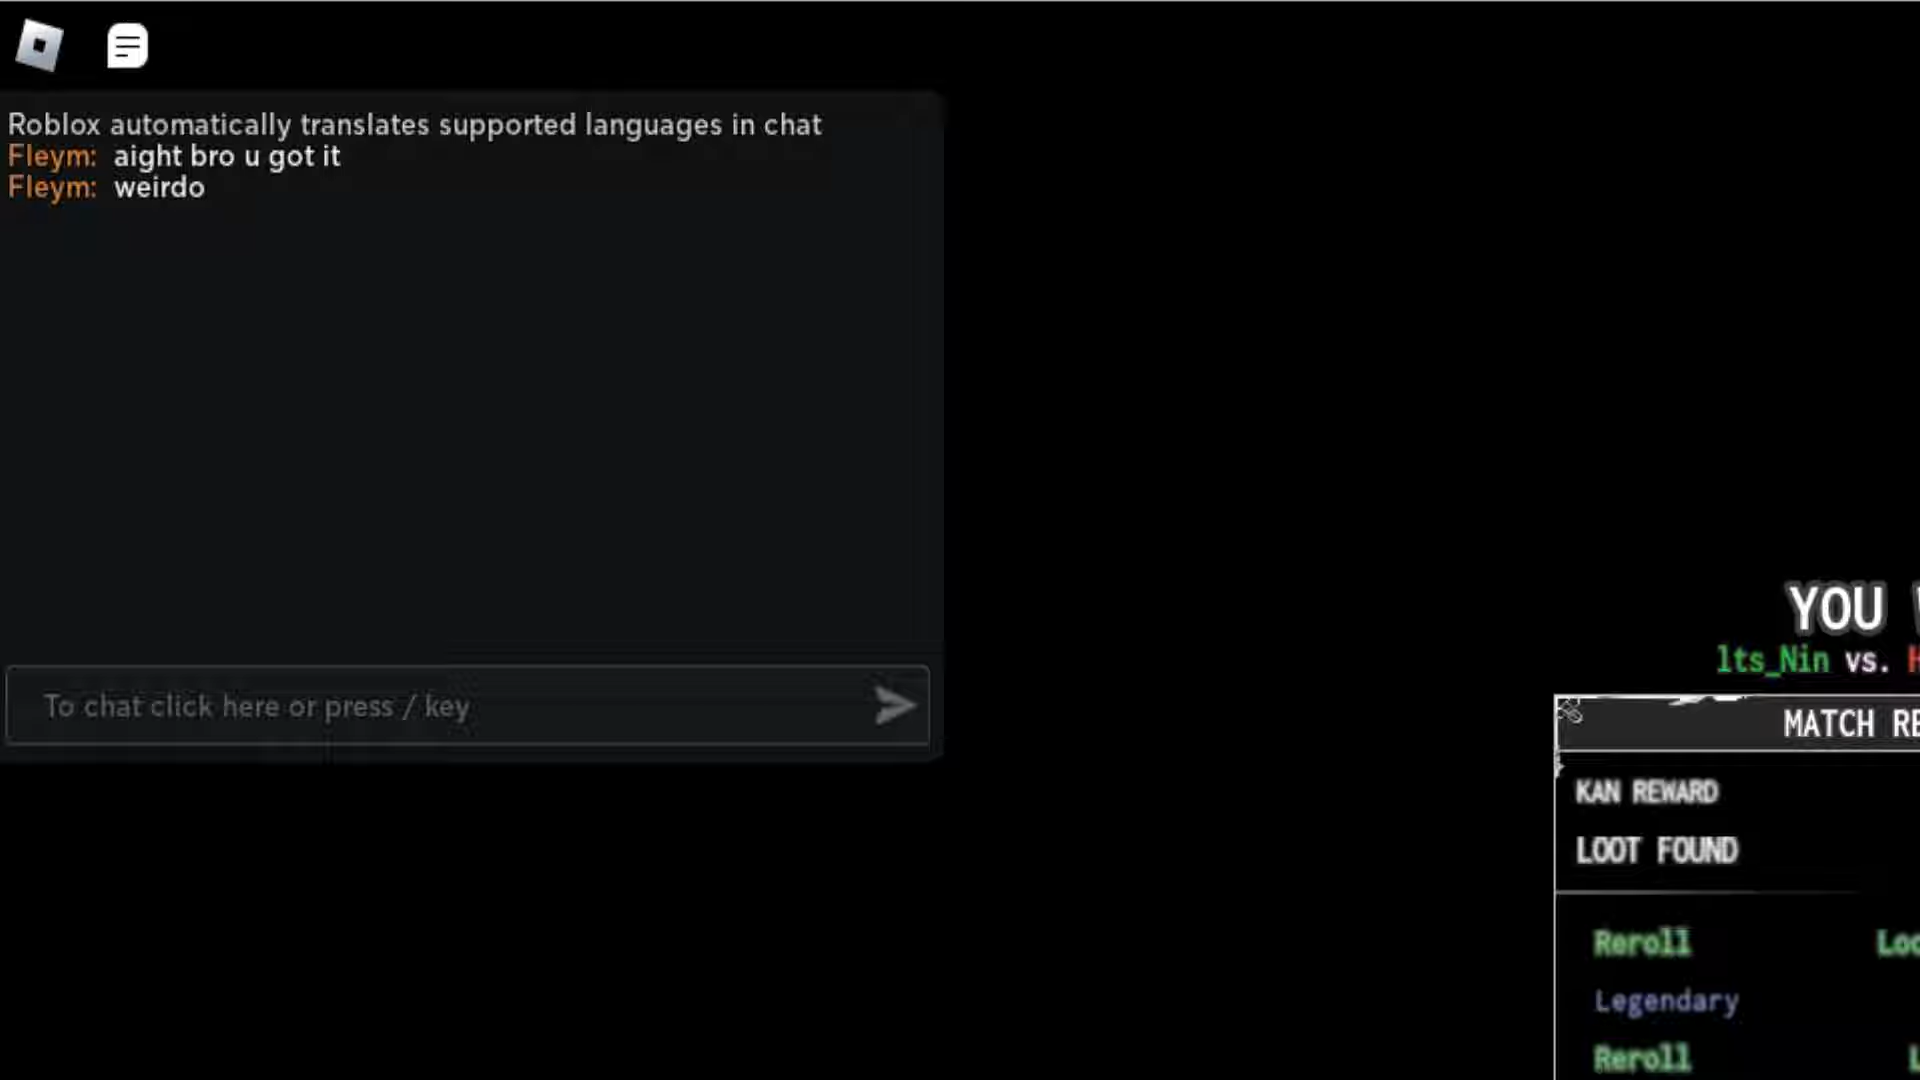 Roblox automatically translates supported languages in chat
Fleym: aight bro u got it
Fleym: weirdo
To chat click here or press / key
YOU
lts_Nin vs.
MATCH
KAN REWARD
LOOT FOUND
Reroll
Legendary
Reroll